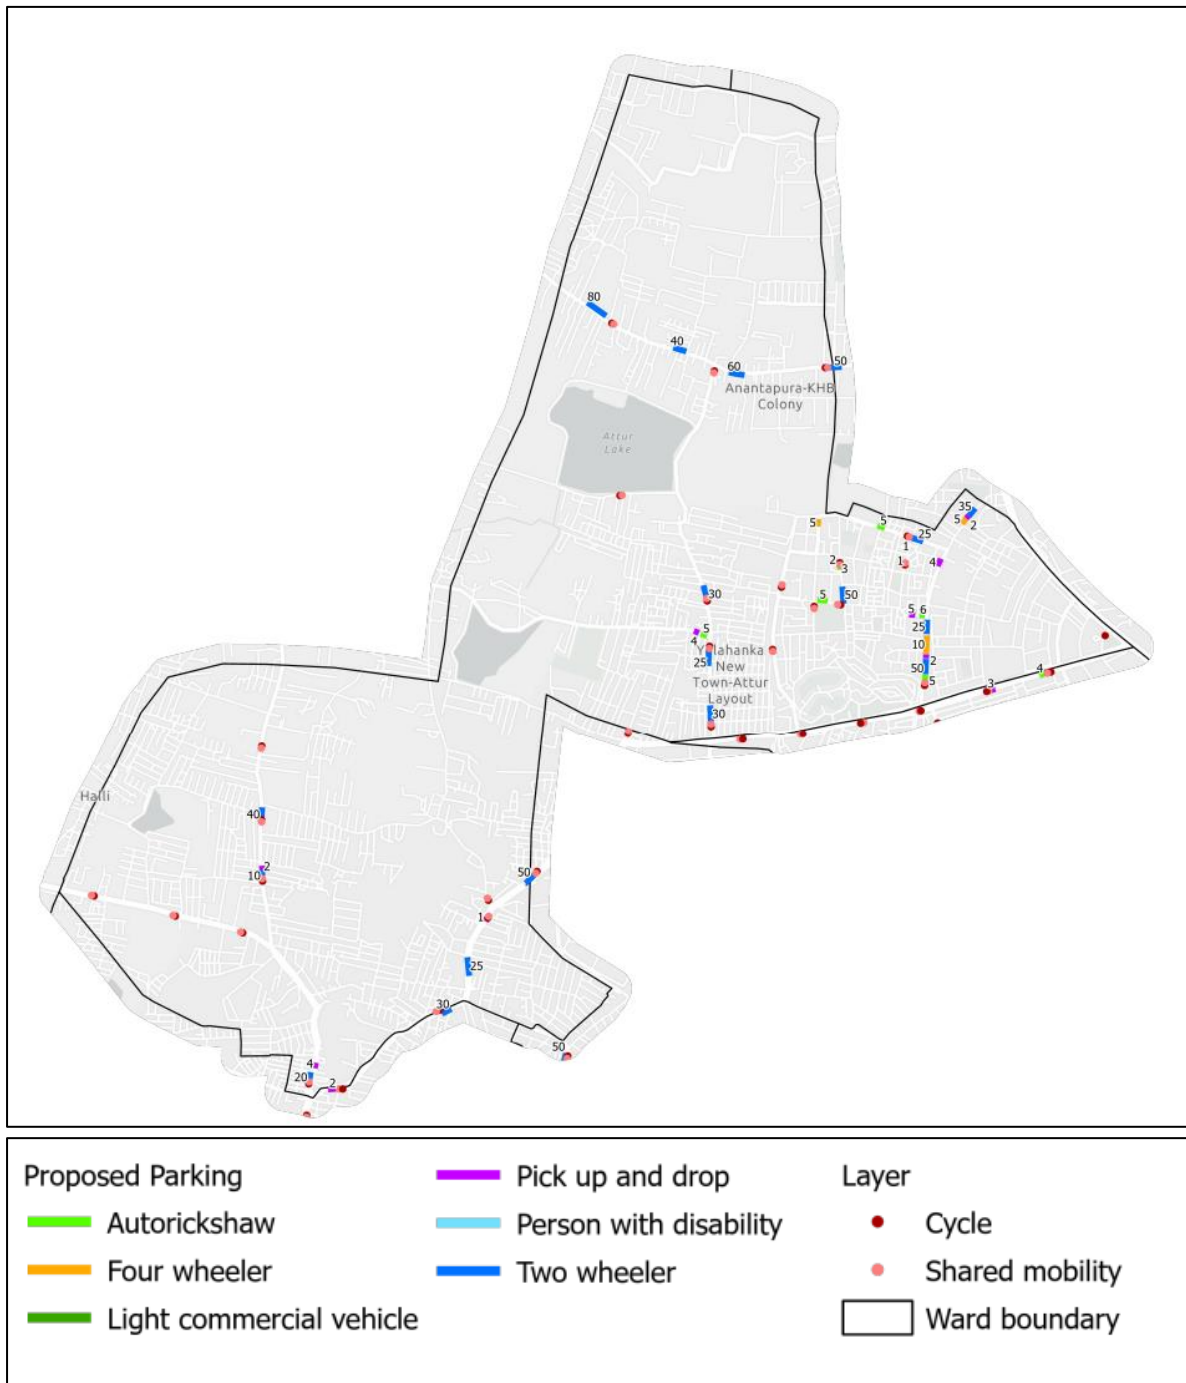 80
40
60
50
Anantapura-KHB
Colony
Attur
Lake
35
5
2
5
5
25
1
2
3
1
4
30
5
50
5
6
25
5
4
10
2
Yelahanka
New
Town-Attur
Layout
25
50
5
4
3
30
Halli
40
2
10
50
1
25
30
50
4
20
2
Proposed Parking
Autorickshaw
Four wheeler
Light commercial vehicle
Pick up and drop
Person with disability
Two wheeler
Layer
Cycle
Shared mobility
Ward boundary